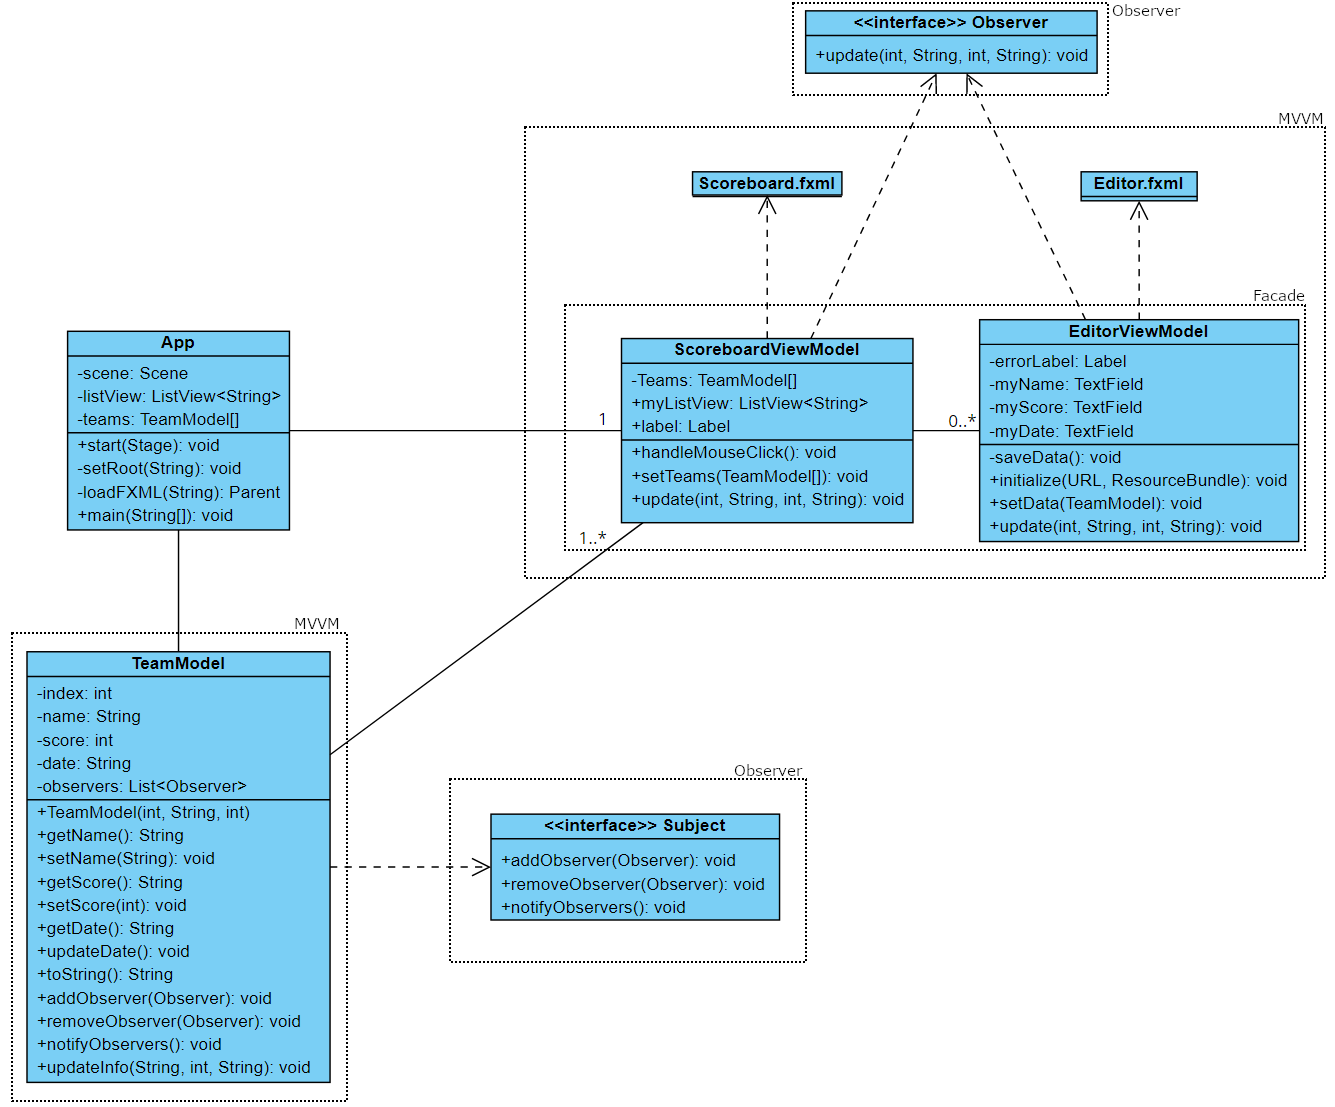 Observer
<<interface>> Observer
+update(int, String, int, String): void
MVVM
Scoreboard.fxml
Editor.fxml
Facade
App
-scene: Scene
-listView: ListView<String>
-teams: TeamModel[]
+start(Stage): void
-setRoot(String): void
-loadFXML(String): Parent
+main(String[]): void
1
ScoreboardViewModel
-Teams: TeamModel[]
+myListView: ListView<String>
+label: Label
+handleMouseClick(): void
+setTeams(TeamModel[]): void
+update(int, String, int, String): void
0..*
EditorViewModel
-errorLabel: Label
-myName: TextField
-myScore: TextField
-myDate: TextField
-saveData(): void
+initialize(URL, ResourceBundle): void
+setData(TeamModel): void
+update(int, String, int, String): void
1..*
MVVM
TeamModel
-index: int
-name: String
-score: int
-date: String
-observers: List<Observer>
+TeamModel(int, String, int)
+getName(): String
+setName(String): void
+getScore(): String
+setScore(int): void
+getDate(): String
+updateDate(): void
+toString(): String
+addObserver(Observer): void
+removeObserver(Observer): void
+notifyObservers(): void
+updateInfo(String, int, String): void
Observer
<<interface>> Subject
+addObserver(Observer): void
+removeObserver(Observer): void
+notifyObservers(): void